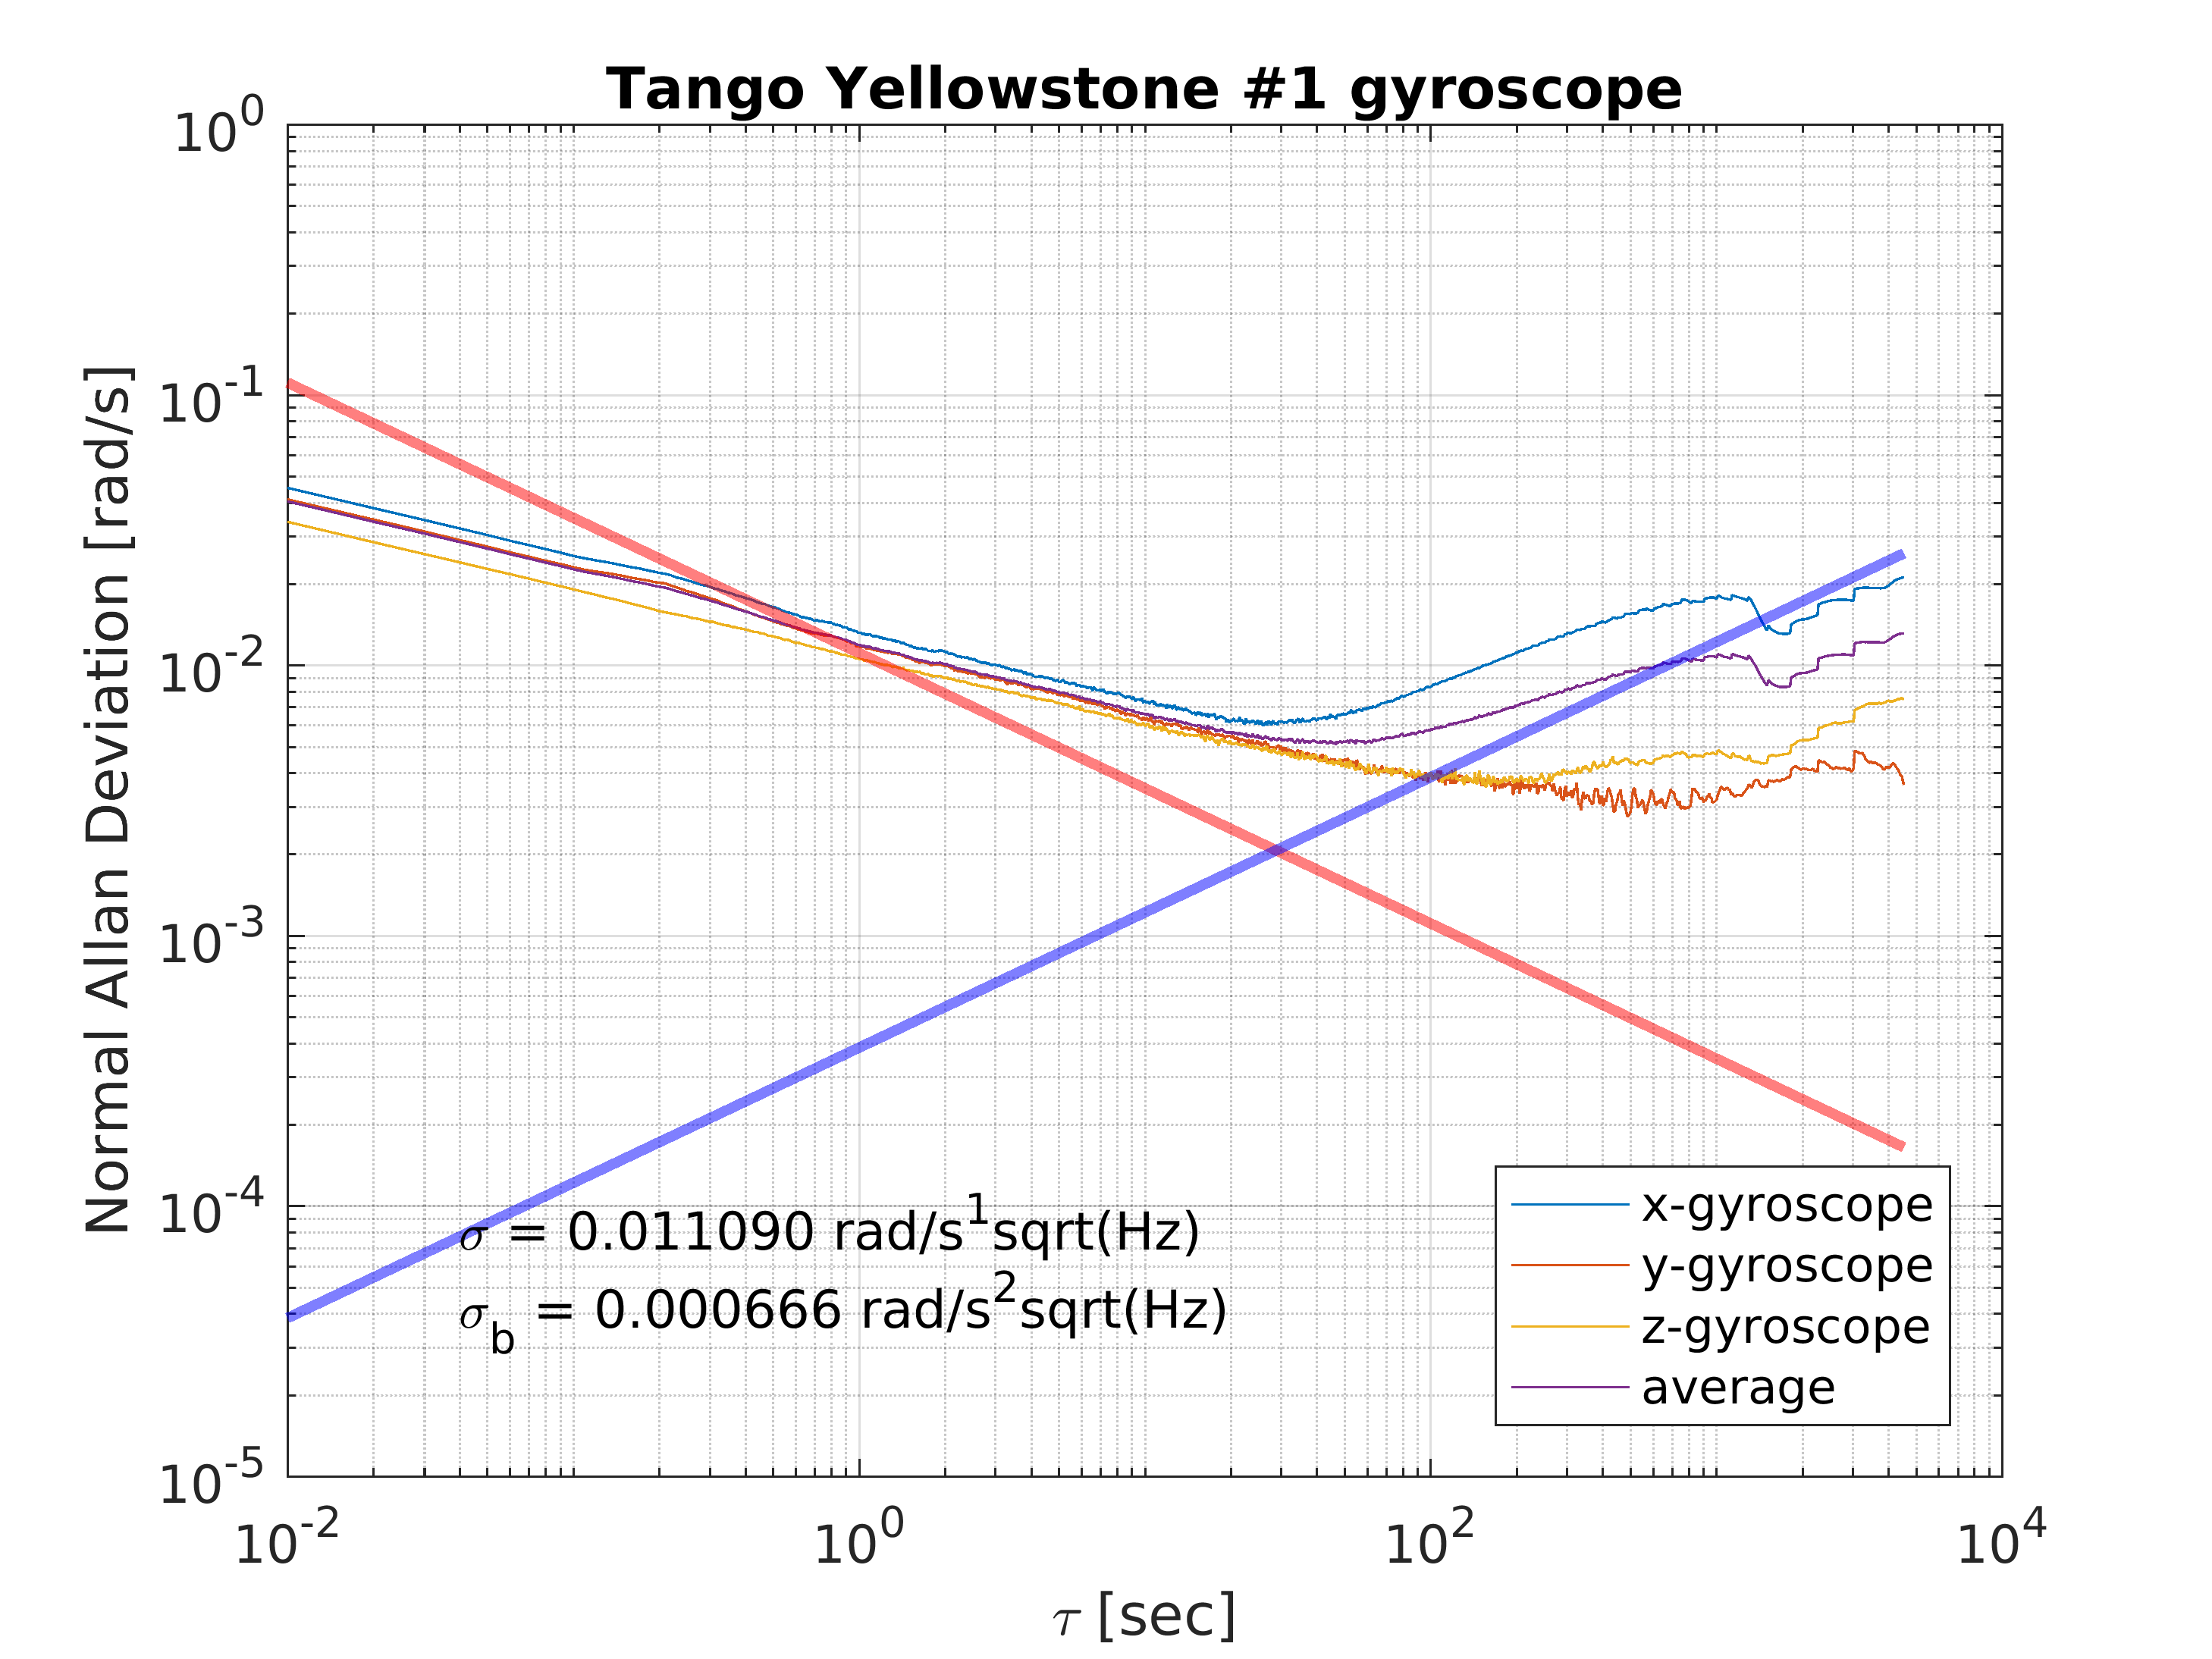 Tango Yellowstone #1 gyroscope
Normal Allan Deviation [rad/s]
10^0
10^-1
10^-2
10^-3
10^-4
10^-5
σ = 0.011090 rad/s^1sqrt(Hz)
σ_b = 0.000666 rad/s^2sqrt(Hz)
x-gyroscope
y-gyroscope
z-gyroscope
average
10^-2 10^0 10^2 10^4
τ [sec]